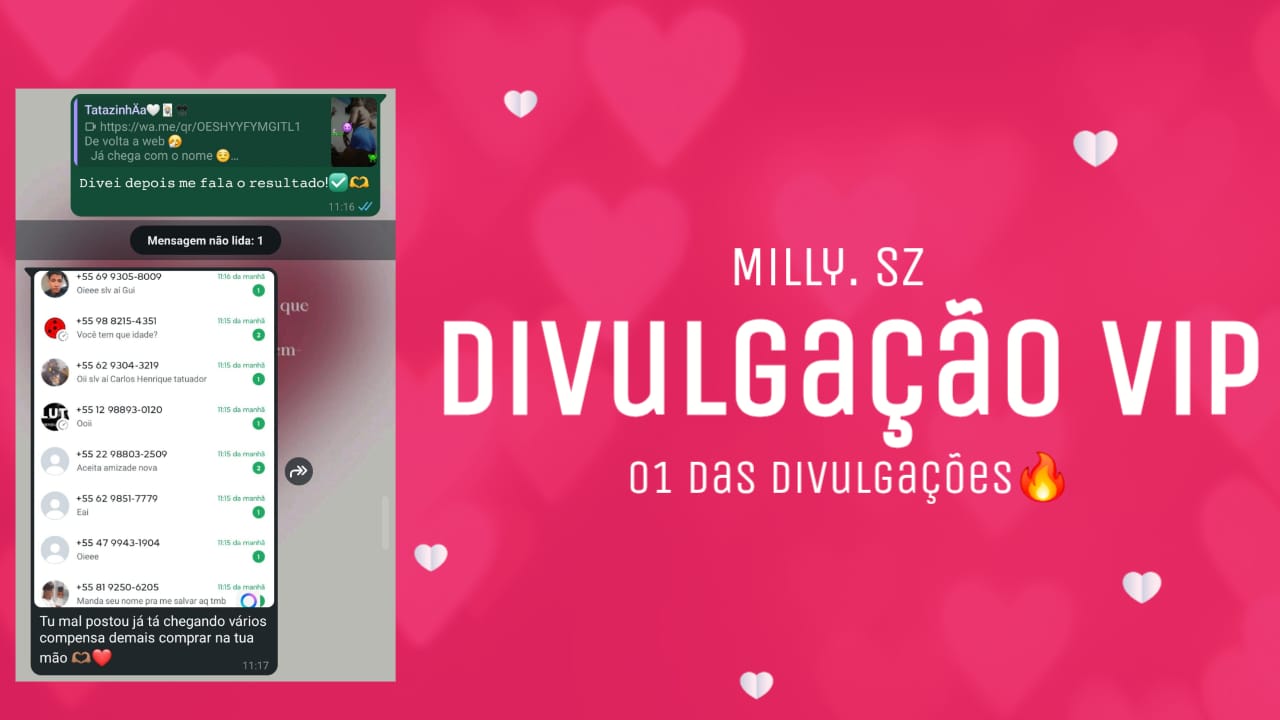 TatazinhÄa🤍🃏
https://wa.me/qr/OESHYYFYMGITL1
De volta a web 🤧
Já chega com o nome ☺️...
Divei depois me fala o resultado!✅🫶
11:16
Mensagem não lida: 1
+55 69 9305-8009 11:16 da manhã
Oieee slv aí Gui 1
+55 98 8215-4351 11:15 da manhã
Você tem que idade? 2
+55 62 9304-3219 11:15 da manhã
Oii slv aí Carlos Henrique tatuador 1
+55 12 98893-0120 11:15 da manhã
Ooii 1
+55 22 98803-2509 11:15 da manhã
Aceita amizade nova 2
+55 62 9851-7779 11:15 da manhã
Eai 1
+55 47 9943-1904 11:15 da manhã
Oieee 1
+55 81 9250-6205 11:15 da manhã
Manda seu nome pra me salvar aq tmb
LUT
que
em-
Tu mal postou já tá chegando vários
compensa demais comprar na tua
mão 🫶🏽❤️
11:17
MILLY. SZ
DIVULGAÇÃO VIP
01 DAS DIVULGAÇÕES🔥